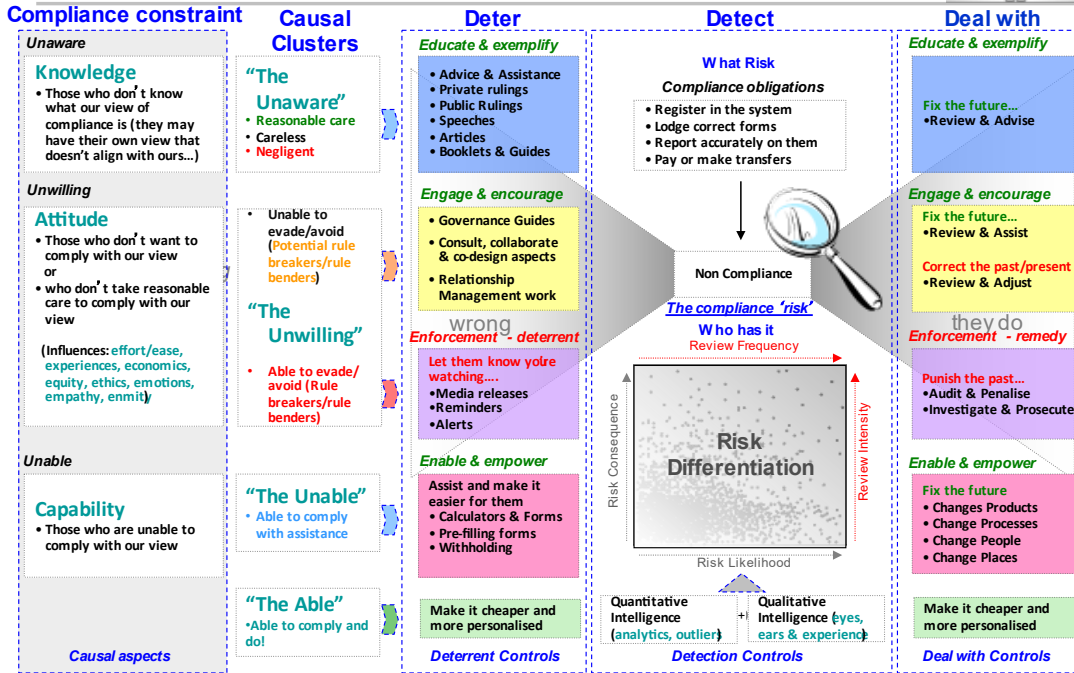 Compliance constraint
Unaware
Knowledge
• Those who don't know
what our view of
compliance is (they may
have their own view that
doesn't align with ours...)
Unwilling
Attitude
• Those who don't want to
comply with our view
or
• who don't take reasonable
care to comply with our
view
(Influences: effort/ease,
experiences, economics,
equity, ethics, emotions,
empathy, enmity)
Unable
Capability
• Those who are unable to
comply with our view
Causal aspects
Causal
Clusters
"The
Unaware"
• Reasonable care
• Careless
• Negligent
• Unable to
evade/avoid
(Potential rule
breakers/rule
benders)
"The
Unwilling"
• Able to evade/
avoid (Rule
breakers/rule
benders)
"The Unable"
• Able to comply
with assistance
"The Able"
•Able to comply and
do!
Deter
Educate & exemplify
• Advice & Assistance
• Private rulings
• Public Rulings
• Speeches
• Articles
• Booklets & Guides
Engage & encourage
• Governance Guides
• Consult, collaborate
& co-design aspects
• Relationship
Management work
wrong
Enforcement - deterrent
Let them know you're
watching....
•Media releases
•Reminders
•Alerts
Enable & empower
Assist and make it
easier for them
• Calculators & Forms
• Pre-filling forms
• Withholding
Make it cheaper and
more personalised
Deterrent Controls
Detect
What Risk
Compliance obligations
• Register in the system
• Lodge correct forms
• Report accurately on them
• Pay or make transfers
Non Compliance
The compliance 'risk'
Who has it
Review Frequency
Risk Consequence
Risk
Differentiation
Review Intensity
Risk Likelihood
Quantitative
Intelligence
(analytics, outliers)
+
Qualitative
Intelligence (eyes,
ears & experience)
Detection Controls
Deal with
Educate & exemplify
Fix the future...
• Review & Advise
Engage & encourage
Fix the future...
•Review & Assist
Correct the past/present
•Review & Adjust
they do
Enforcement - remedy
Punish the past...
• Audit & Penalise
•Investigate & Prosecute
Enable & empower
Fix the future
• Changes Products
• Change Processes
• Change People
• Change Places
Make it cheaper and
more personalised
Deal with Controls